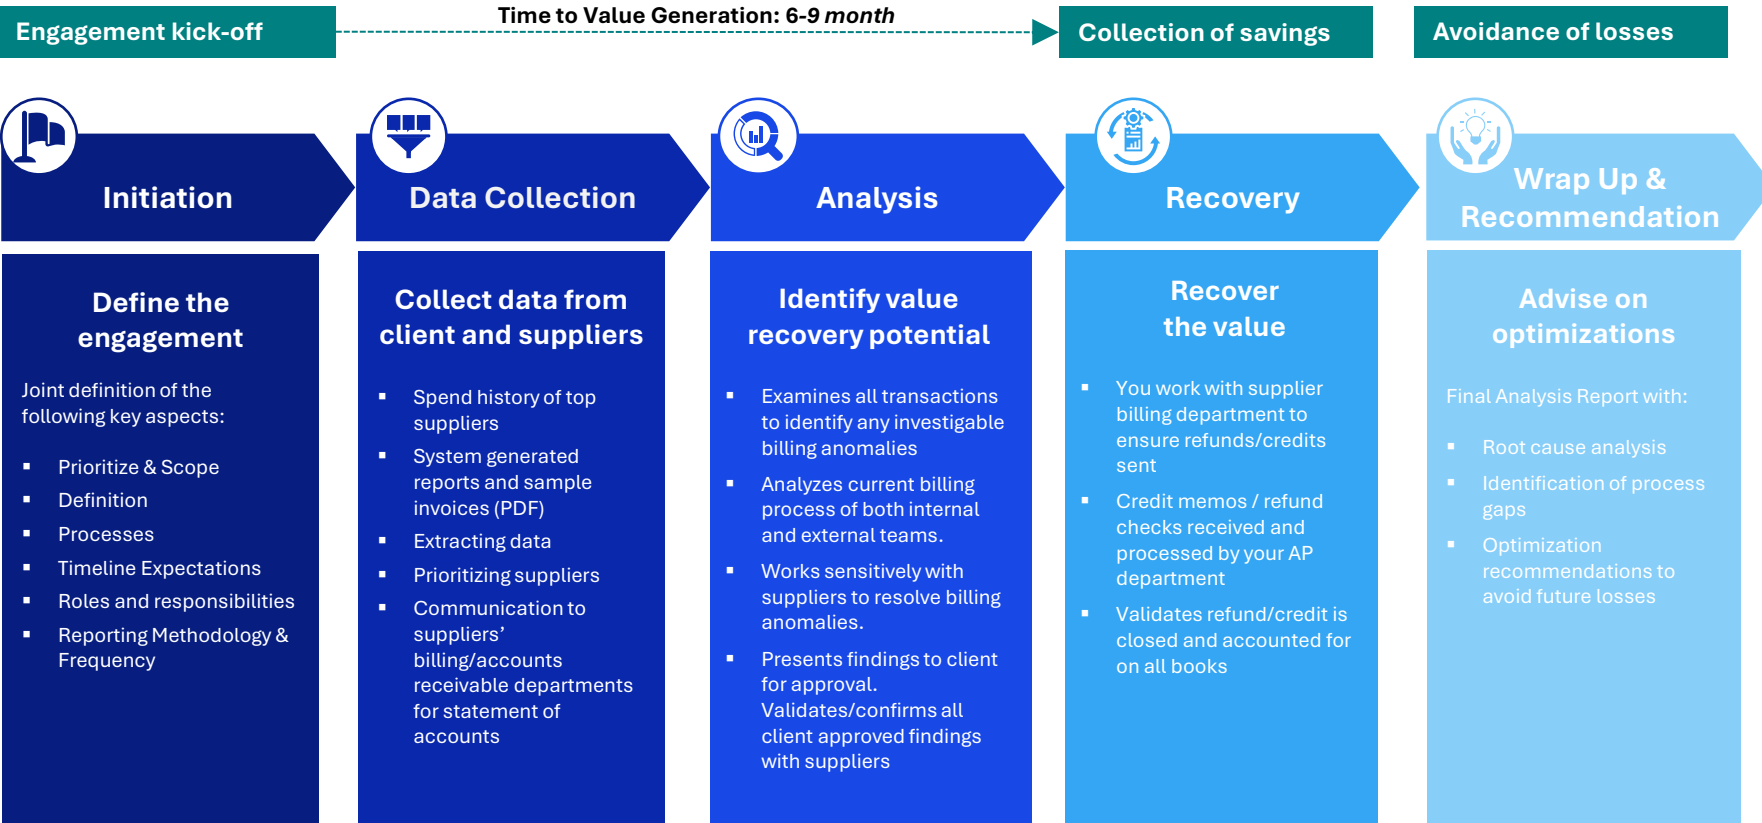 Engagement kick-off
Time to Value Generation: 6-9 month
Collection of savings
Avoidance of losses
Initiation
Data Collection
Analysis
Recovery
Wrap Up &
Recommendation
Define the
engagement
Joint definition of the
following key aspects:
▪ Prioritize & Scope
▪ Definition
▪ Processes
▪ Timeline Expectations
▪ Roles and responsibilities
▪ Reporting Methodology &
Frequency
Collect data from
client and suppliers
▪ Spend history of top
suppliers
▪ System generated
reports and sample
invoices (PDF)
▪ Extracting data
▪ Prioritizing suppliers
▪ Communication to
suppliers’
billing/accounts
receivable departments
for statement of
accounts
Identify value
recovery potential
▪ Examines all transactions
to identify any investigable
billing anomalies
▪ Analyzes current billing
process of both internal
and external teams.
▪ Works sensitively with
suppliers to resolve billing
anomalies.
▪ Presents findings to client
for approval.
Validates/confirms all
client approved findings
with suppliers
Recover
the value
▪ You work with supplier
billing department to
ensure refunds/credits
sent
▪ Credit memos / refund
checks received and
processed by your AP
department
▪ Validates refund/credit is
closed and accounted for
on all books
Advise on
optimizations
Final Analysis Report with:
▪ Root cause analysis
▪ Identification of process
gaps
▪ Optimization
recommendations to
avoid future losses